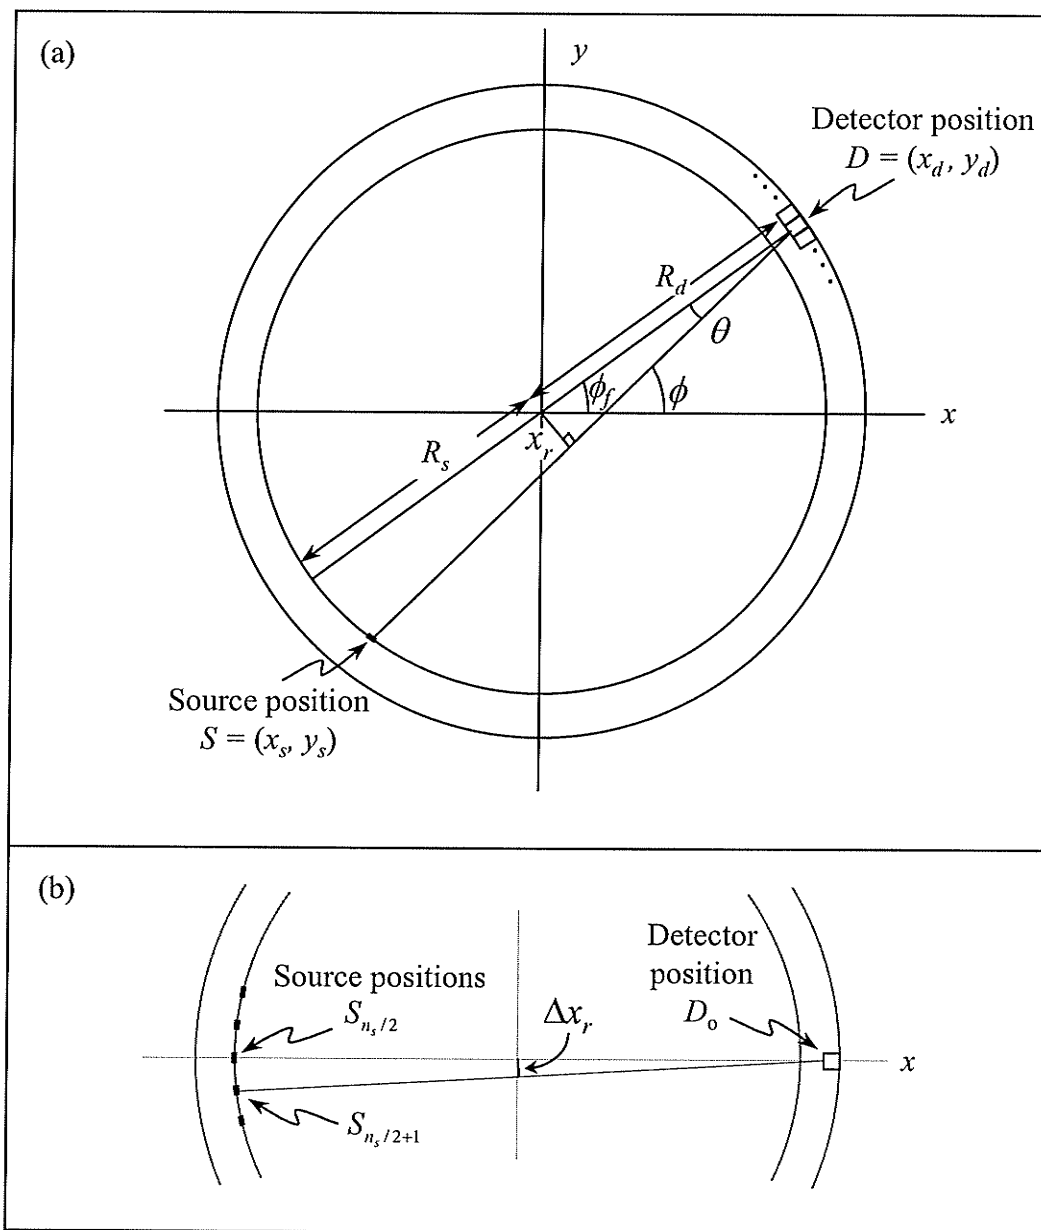 (a)
y
Detector position
D = (x_d, y_d)
R_d
θ
ϕ_f
ϕ
x
x_r
R_s
Source position
S = (x_s, y_s)
(b)
Detector
position
D_o
Source positions
S_{n_s/2}
Δx_r
x
S_{n_s/2+1}